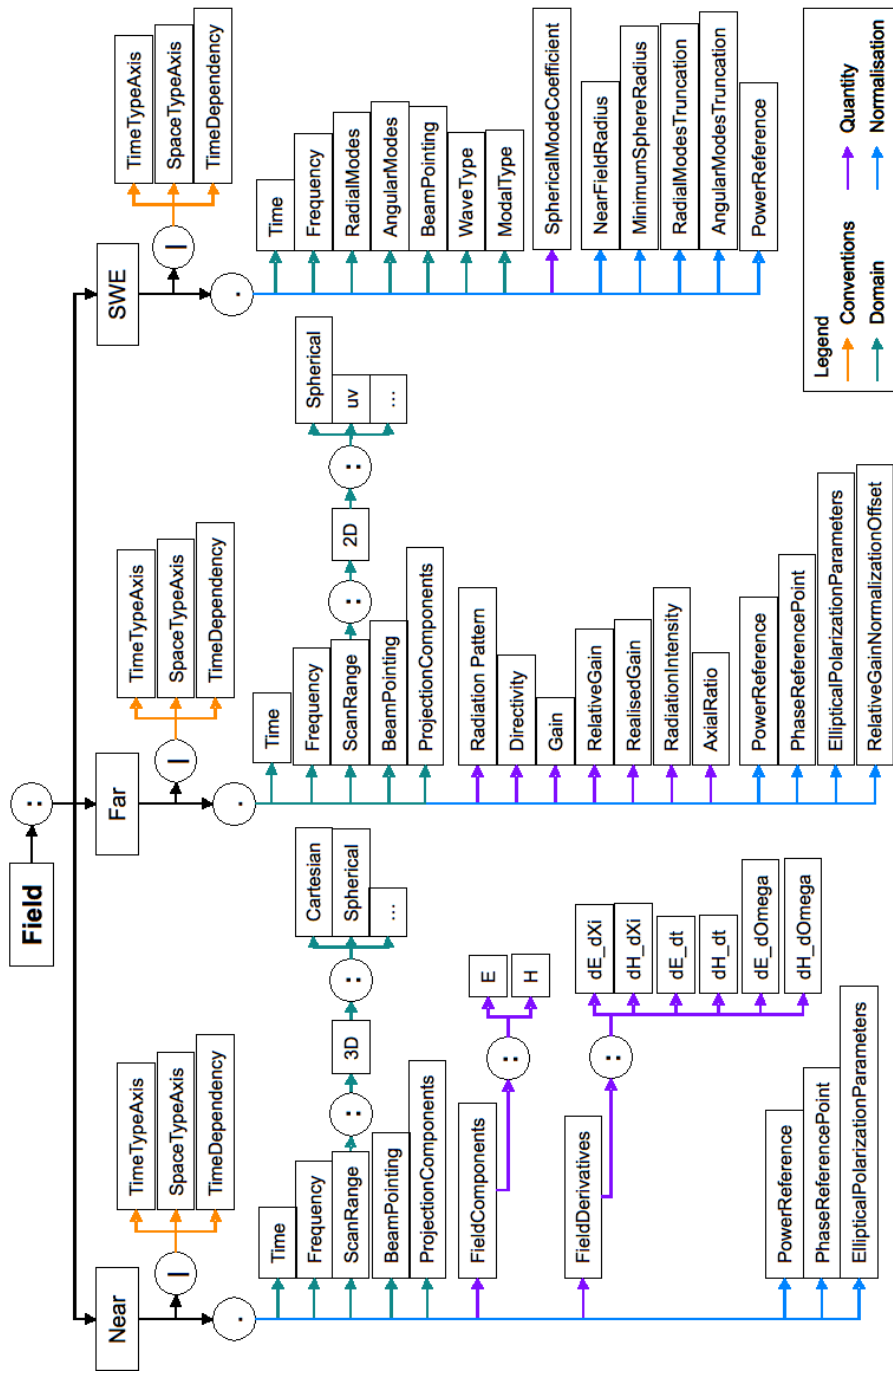 Field
:
Near
|
TimeTypeAxis
SpaceTypeAxis
TimeDependency
.
Time
Frequency
ScanRange
:
3D
:
Cartesian
Spherical
...
BeamPointing
ProjectionComponents
FieldComponents
:
E
H
FieldDerivatives
:
dE_dXi
dH_dXi
dE_dt
dH_dt
dE_dOmega
dH_dOmega
PowerReference
PhaseReferencePoint
EllipticalPolarizationParameters
Far
|
TimeTypeAxis
SpaceTypeAxis
TimeDependency
.
Time
Frequency
ScanRange
:
2D
:
Spherical
uv
...
BeamPointing
ProjectionComponents
Radiation Pattern
Directivity
Gain
RelativeGain
RealisedGain
RadiationIntensity
AxialRatio
PowerReference
PhaseReferencePoint
EllipticalPolarizationParameters
RelativeGainNormalizationOffset
SWE
|
TimeTypeAxis
SpaceTypeAxis
TimeDependency
.
Time
Frequency
RadialModes
AngularModes
BeamPointing
WaveType
ModalType
SphericalModeCoefficient
NearFieldRadius
MinimumSphereRadius
RadialModesTruncation
AngularModesTruncation
PowerReference
Legend
Conventions
Quantity
Domain
Normalisation